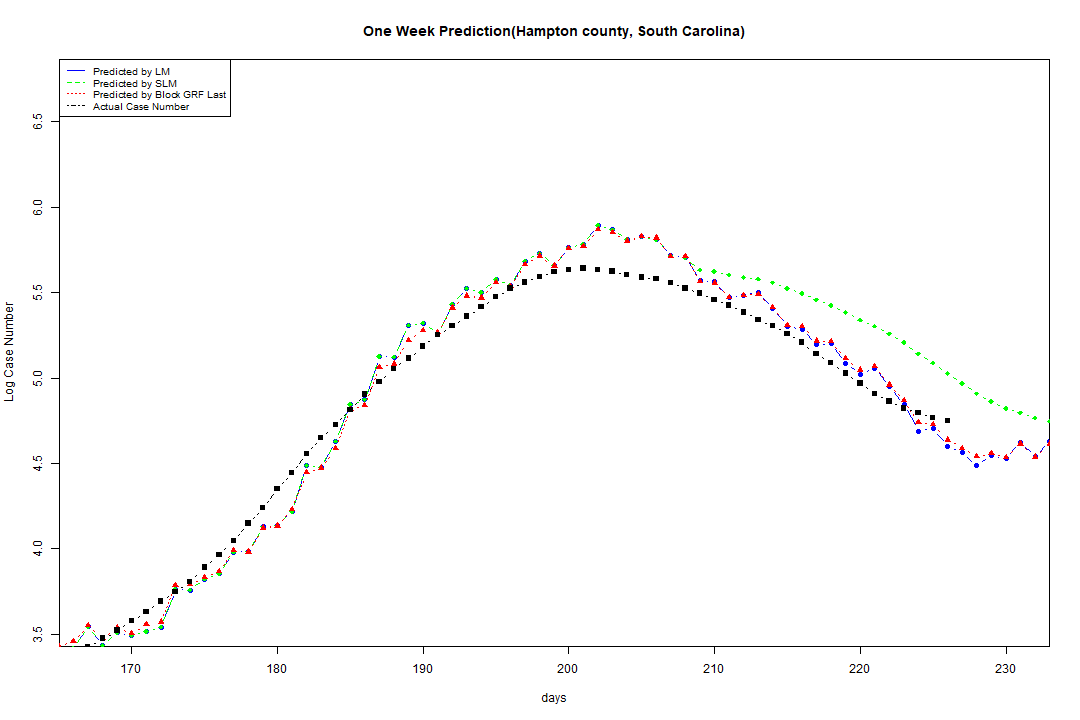 One Week Prediction(Hampton county, South Carolina)
Predicted by LM
Predicted by SLM
Predicted by Block GRF Last
Actual Case Number
6.5
6.0
5.5
5.0
4.5
4.0
3.5
Log Case Number
170 180 190 200 210 220 230
days